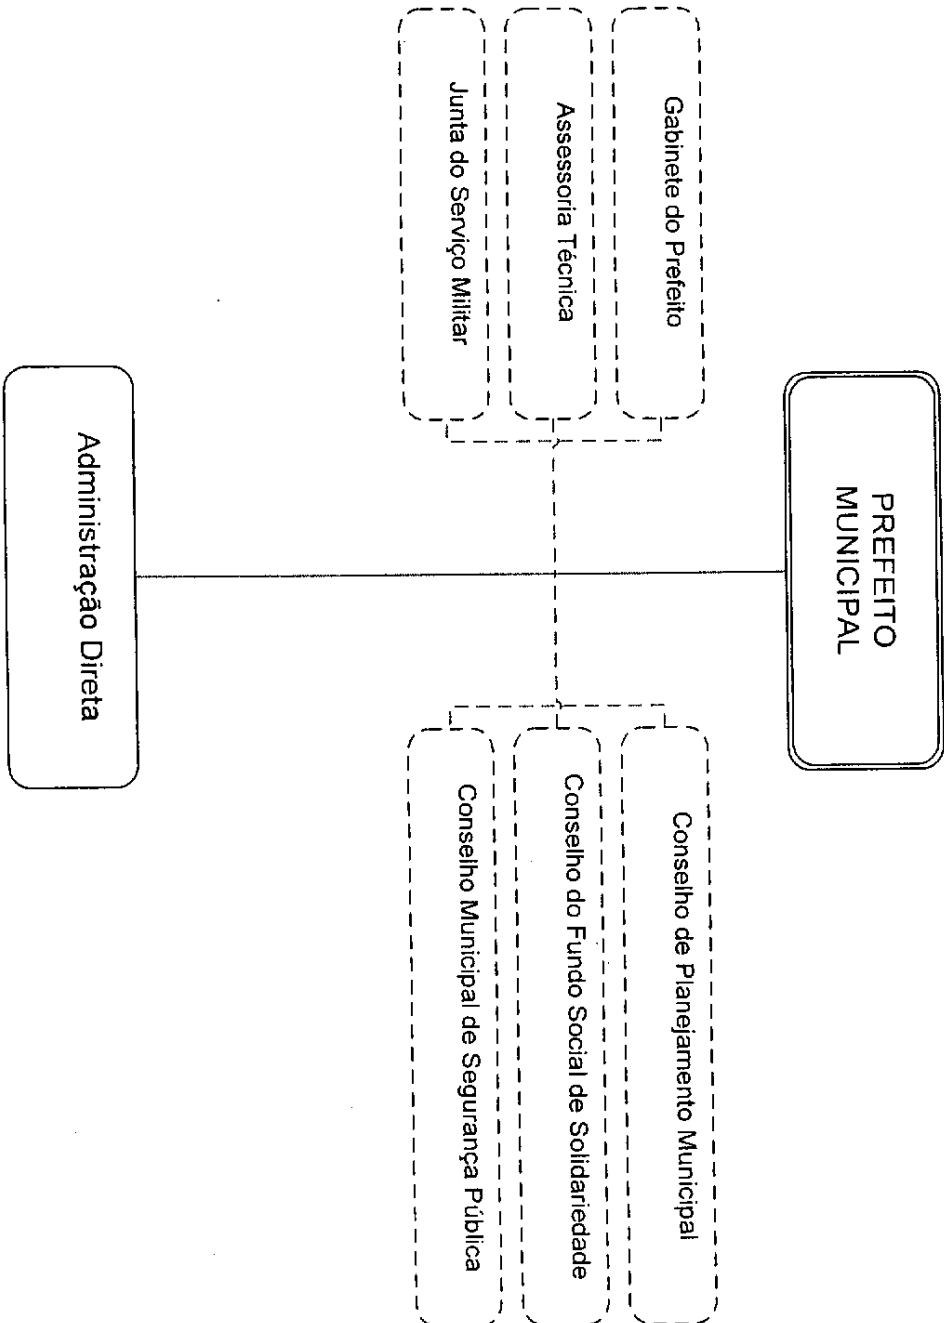 PREFEITO
MUNICIPAL
Gabinete do Prefeito
Assessoria Técnica
Junta do Serviço Militar
Conselho de Planejamento Municipal
Conselho do Fundo Social de Solidariedade
Conselho Municipal de Segurança Pública
Administração Direta